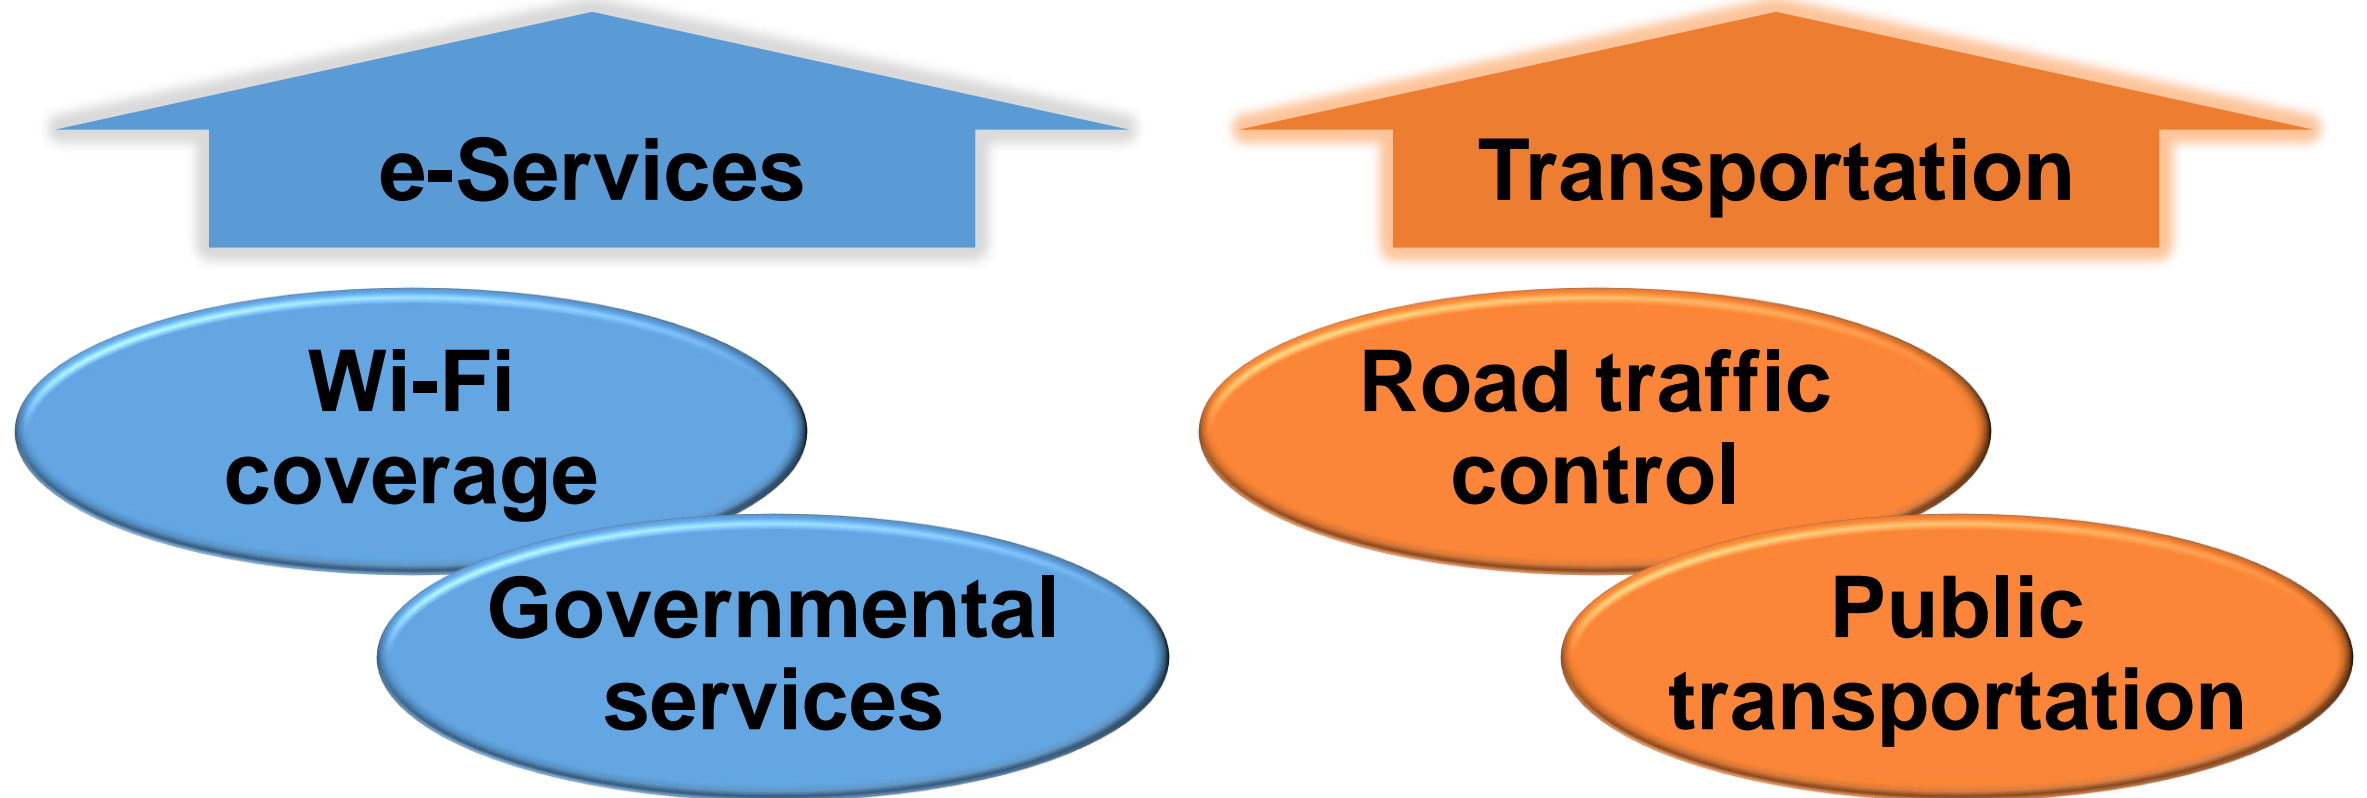 e-Services
Wi-Fi
coverage
Governmental
services
Transportation
Road traffic
control
Public
transportation